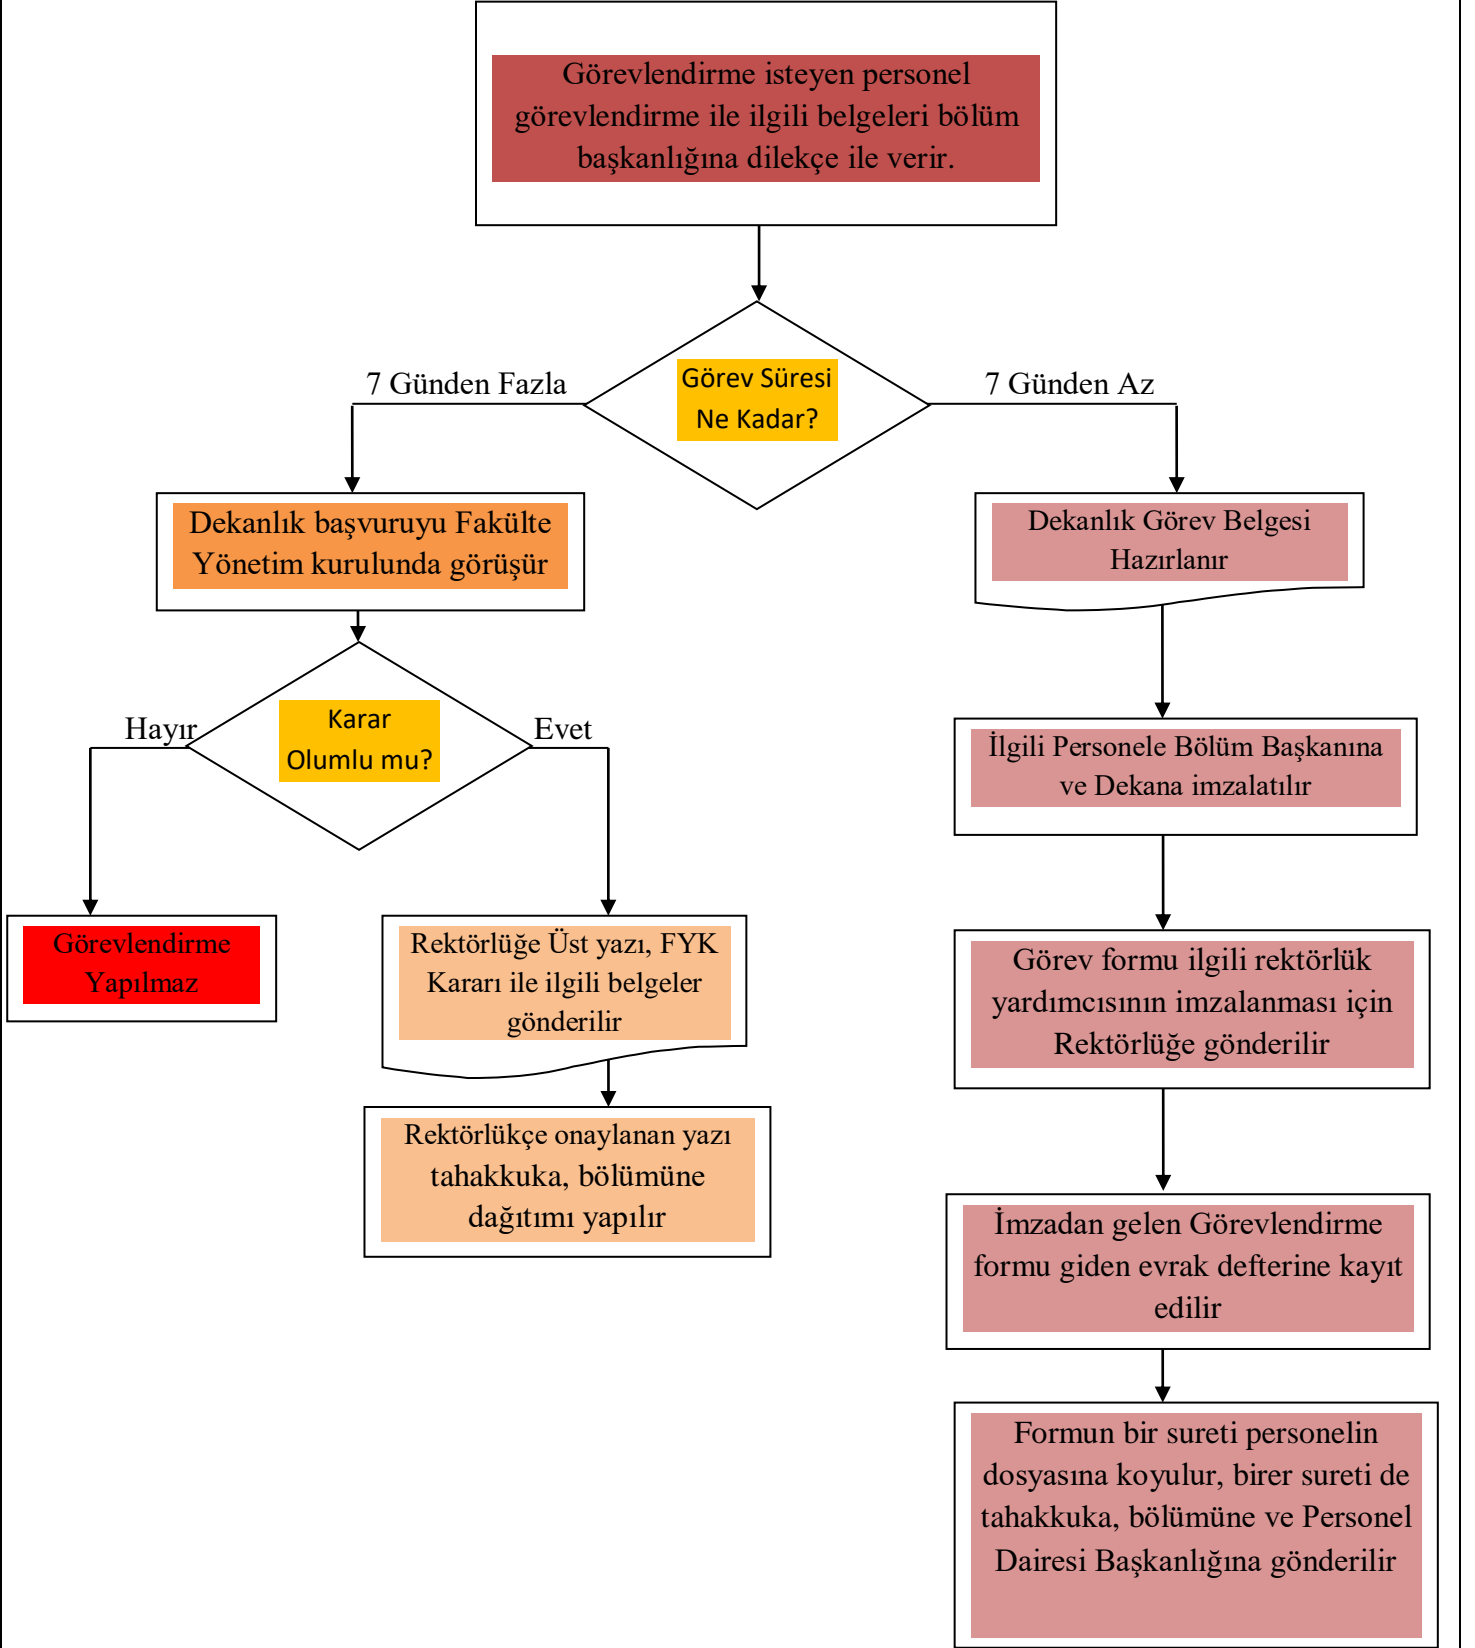 Görevlendirme isteyen personel
görevlendirme ile ilgili belgeleri bölüm
başkanlığına dilekçe ile verir.
7 Günden Fazla
Görev Süresi
Ne Kadar?
7 Günden Az
Dekanlık başvuruyu Fakülte
Yönetim kurulunda görüşür
Dekanlık Görev Belgesi
Hazırlanır
Hayır
Karar
Olumlu mu?
Evet
İlgili Personele Bölüm Başkanına
ve Dekana imzalatılır
Görevlendirme
Yapılmaz
Rektörlüğe Üst yazı, FYK
Kararı ile ilgili belgeler
gönderilir
Görev formu ilgili rektörlük
yardımcısının imzalanması için
Rektörlüğe gönderilir
Rektörlükçe onaylanan yazı
tahakkuka, bölümüne
dağıtımı yapılır
İmzadan gelen Görevlendirme
formu giden evrak defterine kayıt
edilir
Formun bir sureti personelin
dosyasına koyulur, birer sureti de
tahakkuka, bölümüne ve Personel
Dairesi Başkanlığına gönderilir